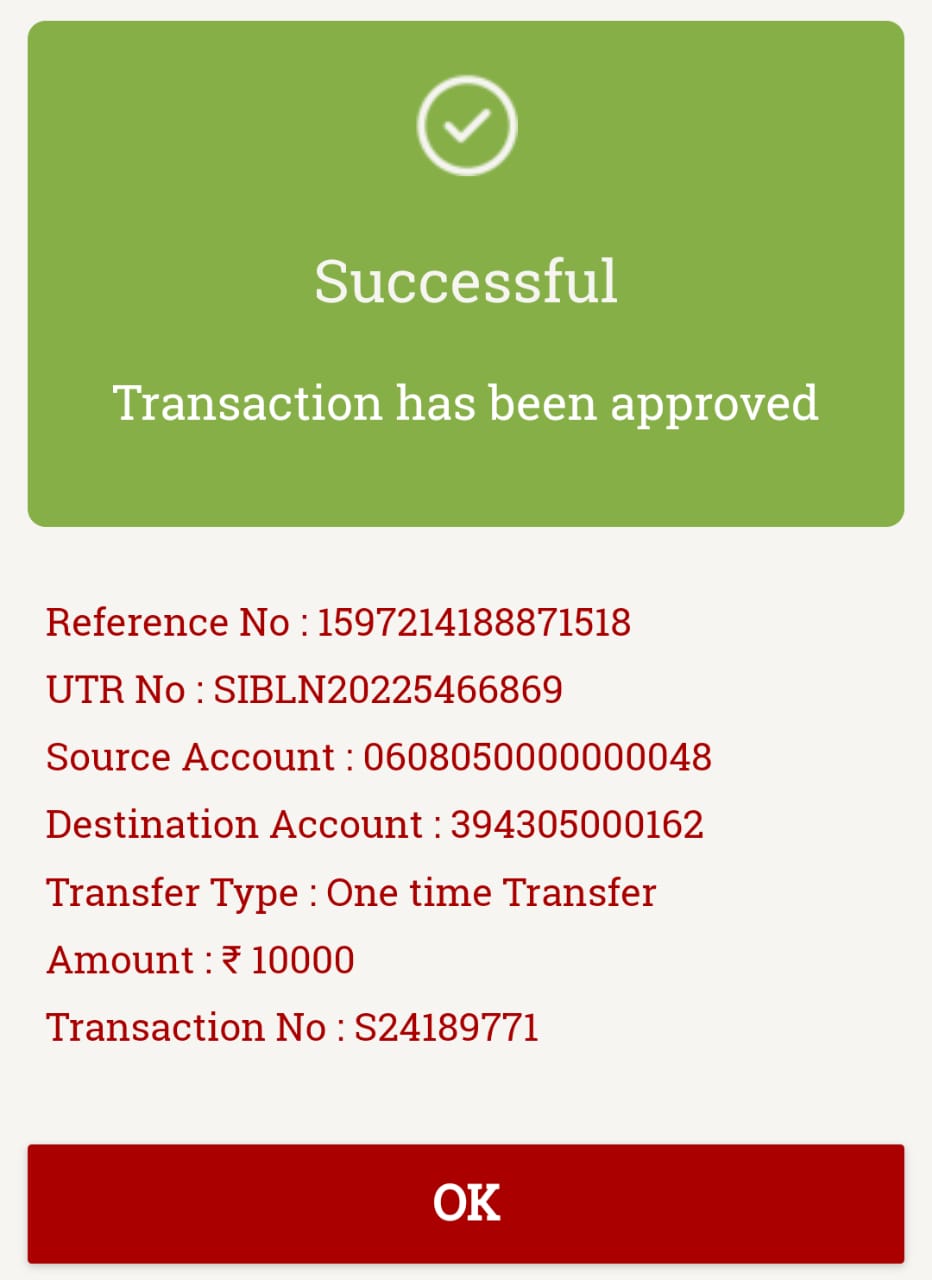 Successful
Transaction has been approved
Reference No : 1597214188871518
UTR No : SIBLN20225466869
Source Account : 0608050000000048
Destination Account : 394305000162
Transfer Type : One time Transfer
Amount : ₹ 10000
Transaction No : S24189771
OK